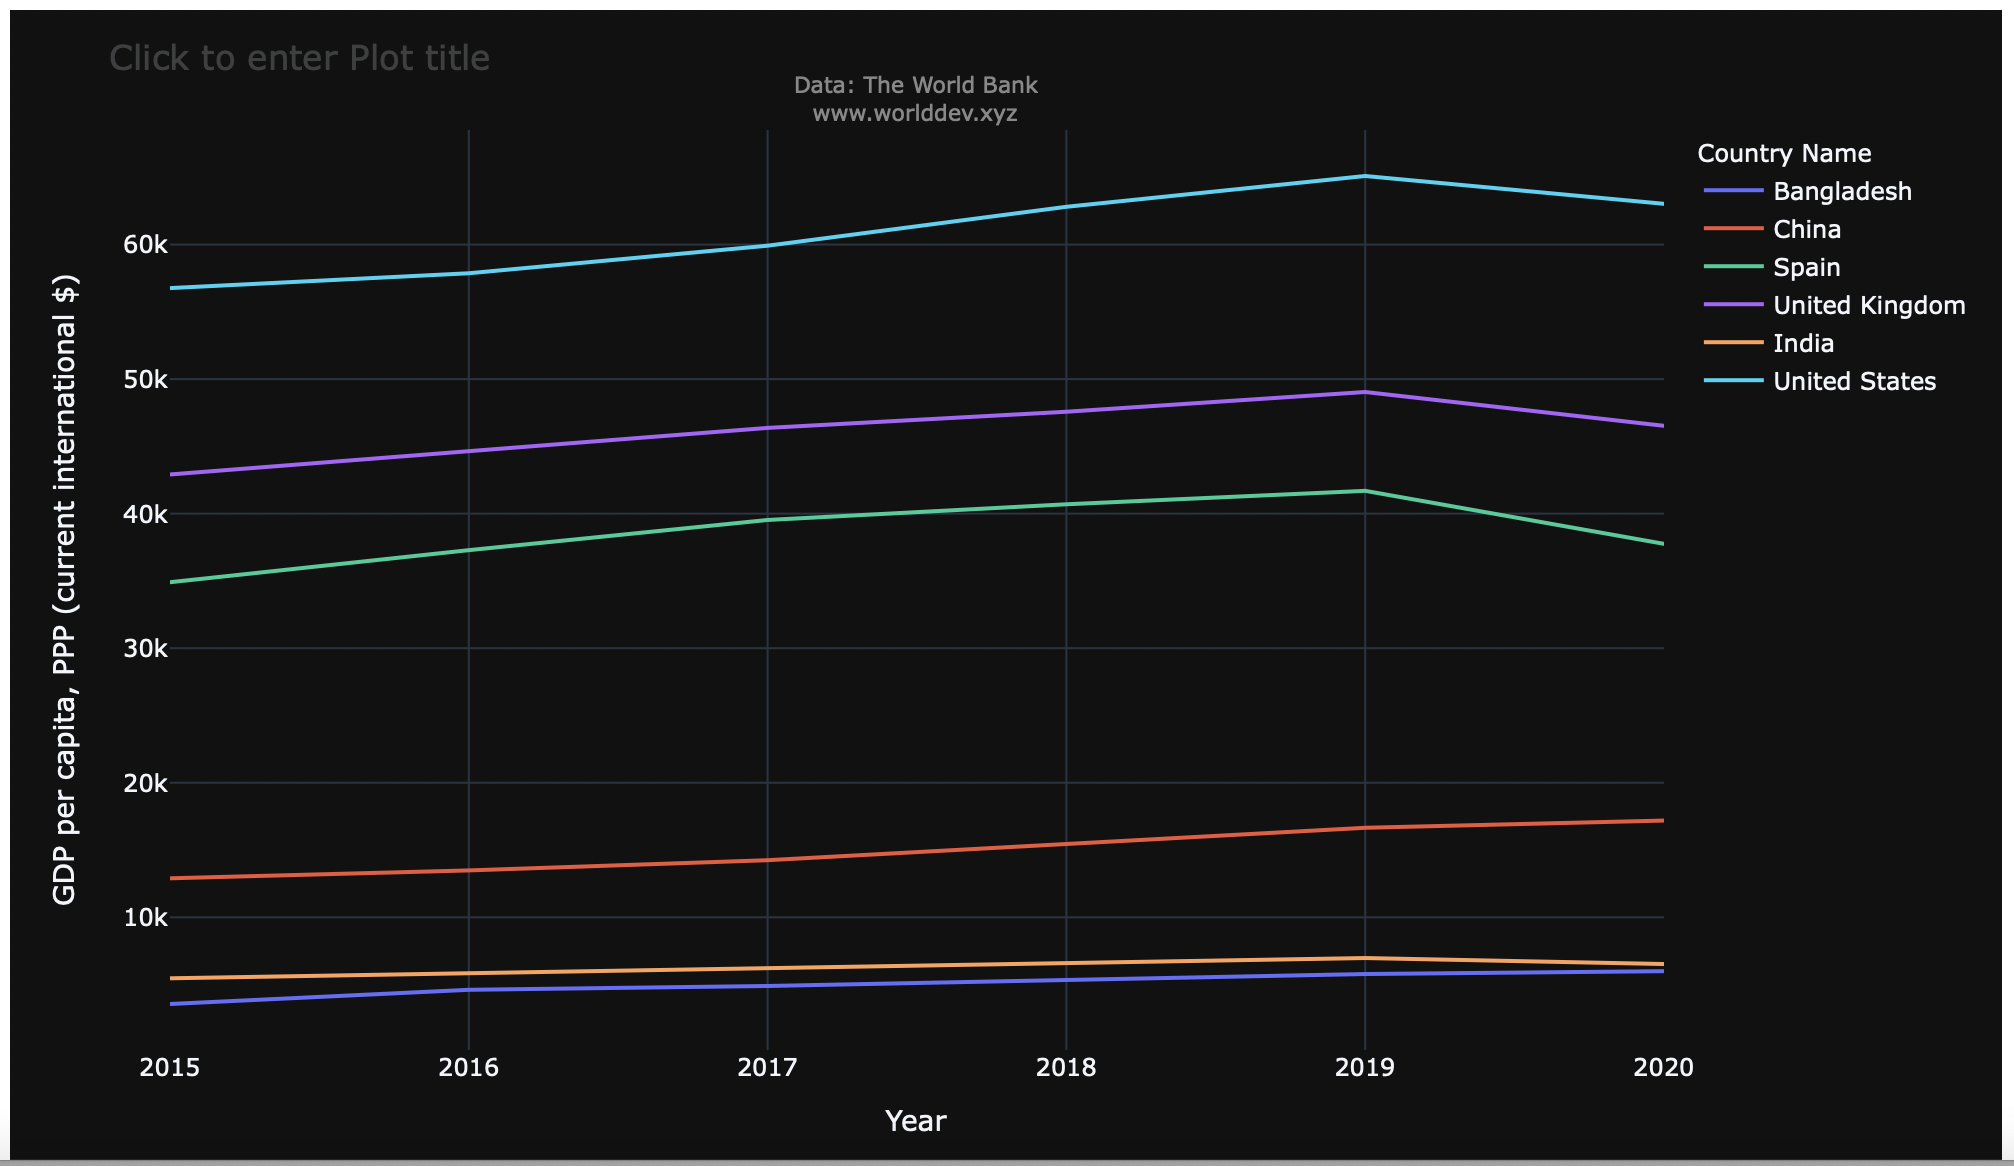 Click to enter Plot title
Data: The World Bank
www.worlddev.xyz
Country Name
Bangladesh
China
Spain
United Kingdom
India
United States
GDP per capita, PPP (current international $)
60k
50k
40k
30k
20k
10k
2015 2016 2017 2018 2019 2020
Year